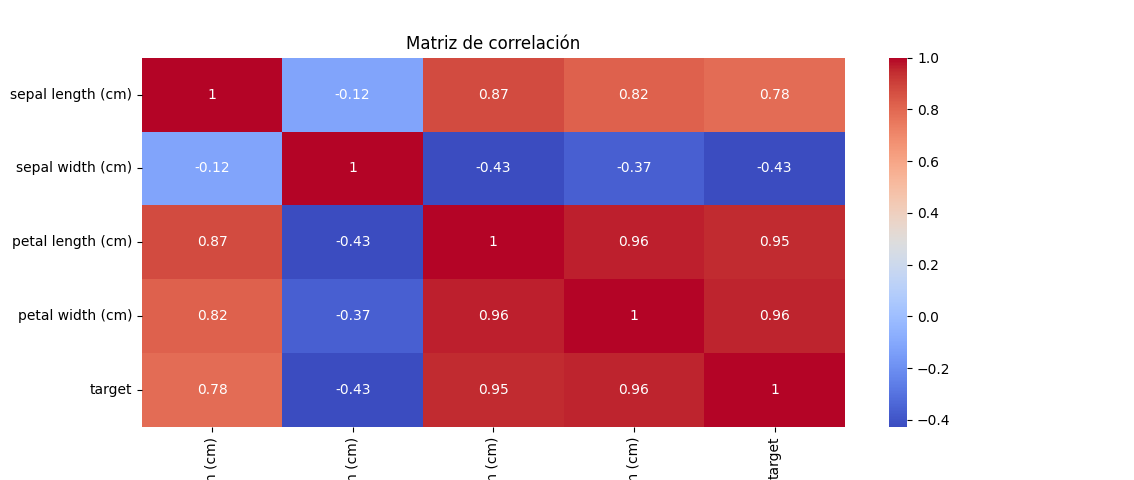 Matriz de correlación
sepal length (cm) 1 -0.12 0.87 0.82 0.78
sepal width (cm) -0.12 1 -0.43 -0.37 -0.43
petal length (cm) 0.87 -0.43 1 0.96 0.95
petal width (cm) 0.82 -0.37 0.96 1 0.96
target 0.78 -0.43 0.95 0.96 1
(cm) (cm) (cm) (cm) target
1.0
0.8
0.6
0.4
0.2
0.0
−0.2
−0.4